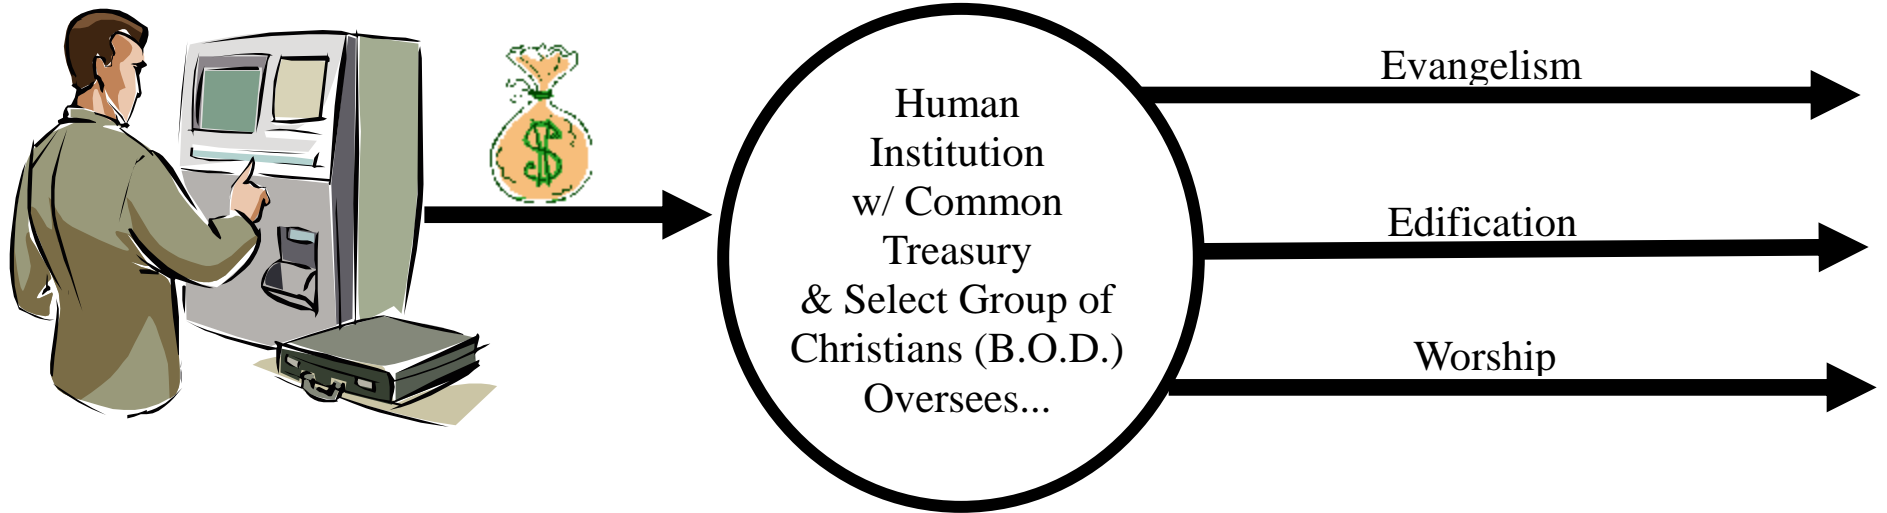 Human
Institution
w/ Common
Treasury
& Select Group of
Christians (B.O.D.)
Oversees...
$
Evangelism
Edification
Worship